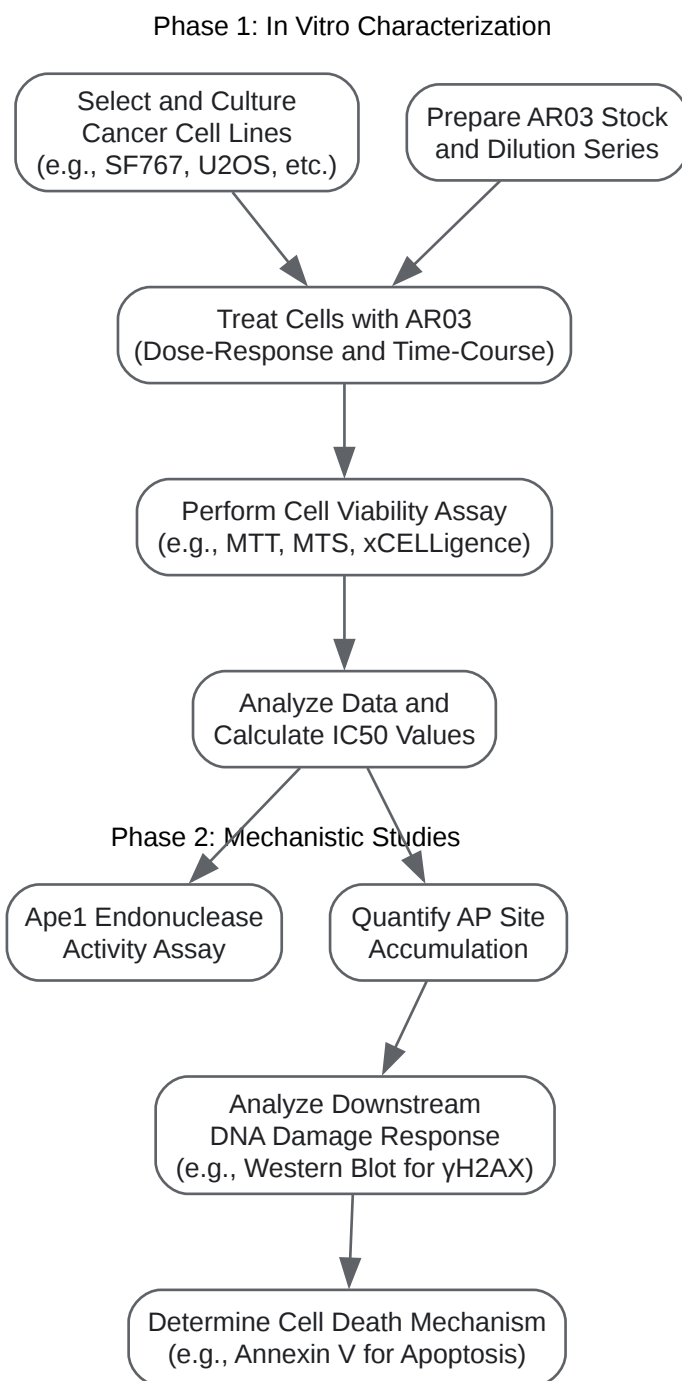 Phase 1: In Vitro Characterization
Select and Culture
Cancer Cell Lines
(e.g., SF767, U2OS, etc.)
Prepare AR03 Stock
and Dilution Series
Treat Cells with AR03
(Dose-Response and Time-Course)
Perform Cell Viability Assay
(e.g., MTT, MTS, xCELLigence)
Analyze Data and
Calculate IC50 Values
Phase 2: Mechanistic Studies
Ape1 Endonuclease
Activity Assay
Quantify AP Site
Accumulation
Analyze Downstream
DNA Damage Response
(e.g., Western Blot for γH2AX)
Determine Cell Death Mechanism
(e.g., Annexin V for Apoptosis)